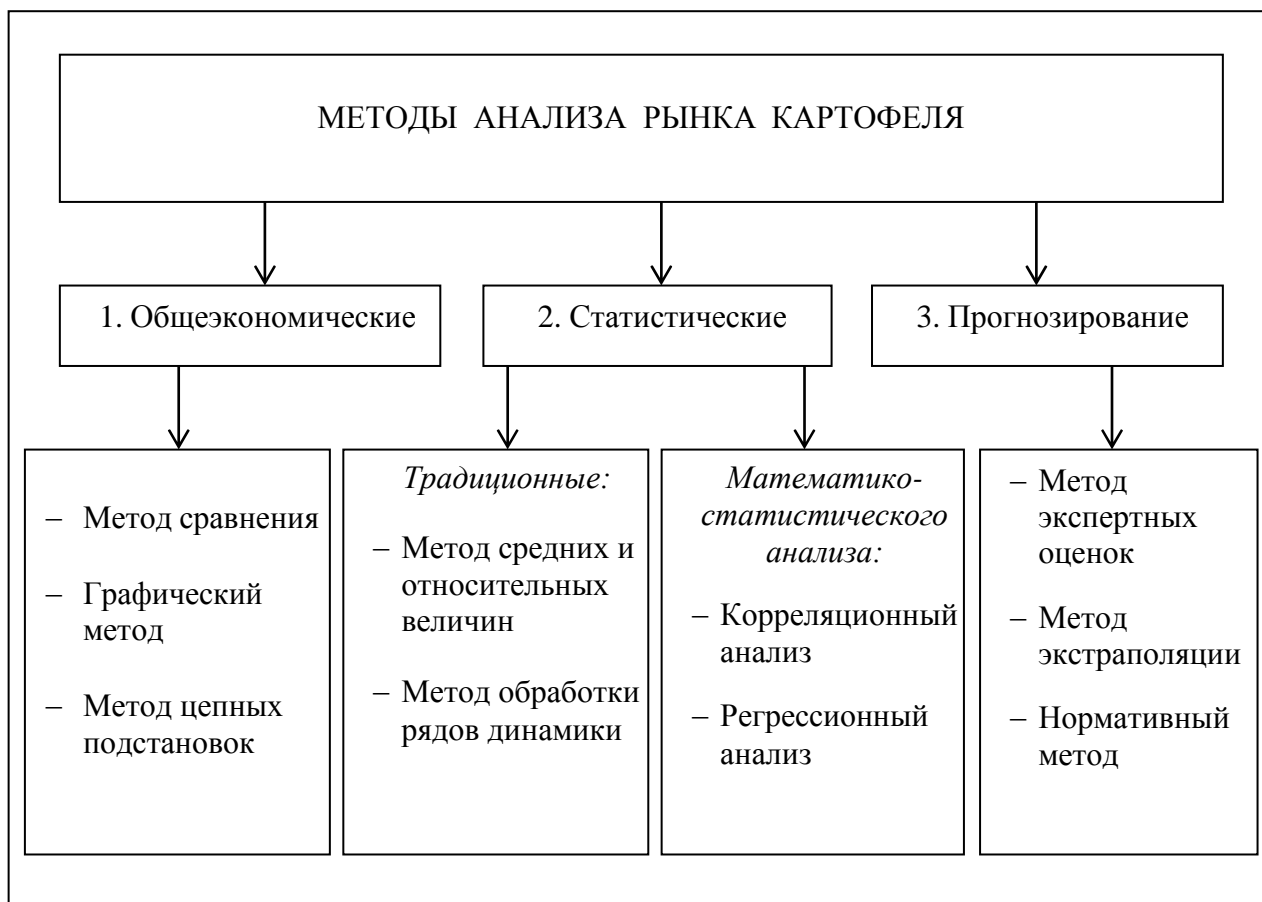 МЕТОДЫ АНАЛИЗА РЫНКА КАРТОФЕЛЯ
1. Общеэкономические
2. Статистические
3. Прогнозирование
– Метод сравнения
– Графический
метод
– Метод цепных
подстановок
Традиционные:
– Метод средних и
относительных
величин
– Метод обработки
рядов динамики
Математико-
статистического
анализа:
– Корреляционный
анализ
– Регрессионный
анализ
– Метод
экспертных
оценок
– Метод
экстраполяции
– Нормативный
метод